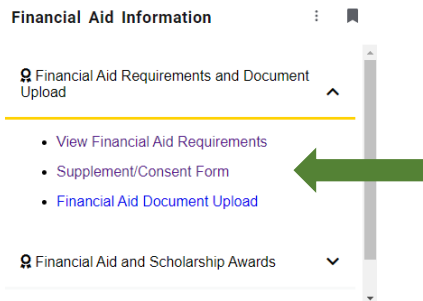 Financial Aid Information
Financial Aid Requirements and Document
Upload
View Financial Aid Requirements
Supplement/Consent Form
Financial Aid Document Upload
Financial Aid and Scholarship Awards